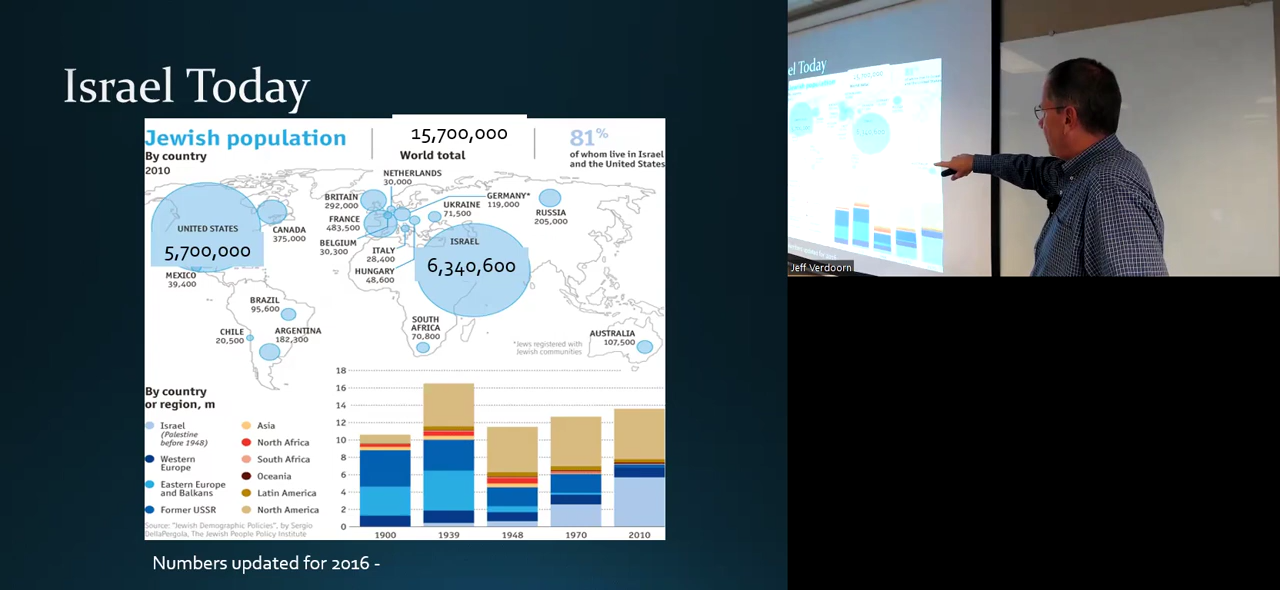 Israel Today
Jewish population
By country
2010
15,700,000
World total
81%
of whom live in Israel
and the United States
NETHERLANDS
30,000
BRITAIN
292,000
GERMANY*
119,000
UKRAINE
71,500
RUSSIA
205,000
UNITED STATES
5,700,000
CANADA
375,000
FRANCE
483,500
BELGIUM
30,300
ITALY
28,400
HUNGARY
48,600
ISRAEL
6,340,600
MEXICO
39,400
BRAZIL
95,600
CHILE
20,500
ARGENTINA
182,300
SOUTH
AFRICA
70,800
AUSTRALIA
107,500
*Jews registered with
Jewish communities
By country
or region, m
Israel
(Palestine
before 1948)
Western
Europe
Eastern Europe
and Balkans
Former USSR
Asia
North Africa
South Africa
Oceania
Latin America
North America
18
16
14
12
10
8
6
4
2
0
1900
1939
1948
1970
2010
Source: "Jewish Demographic Policies", by Sergio
DellaPergola, The Jewish People Policy Institute
Numbers updated for 2016 -
el Today
15,700,000
Jeff Verdoorn